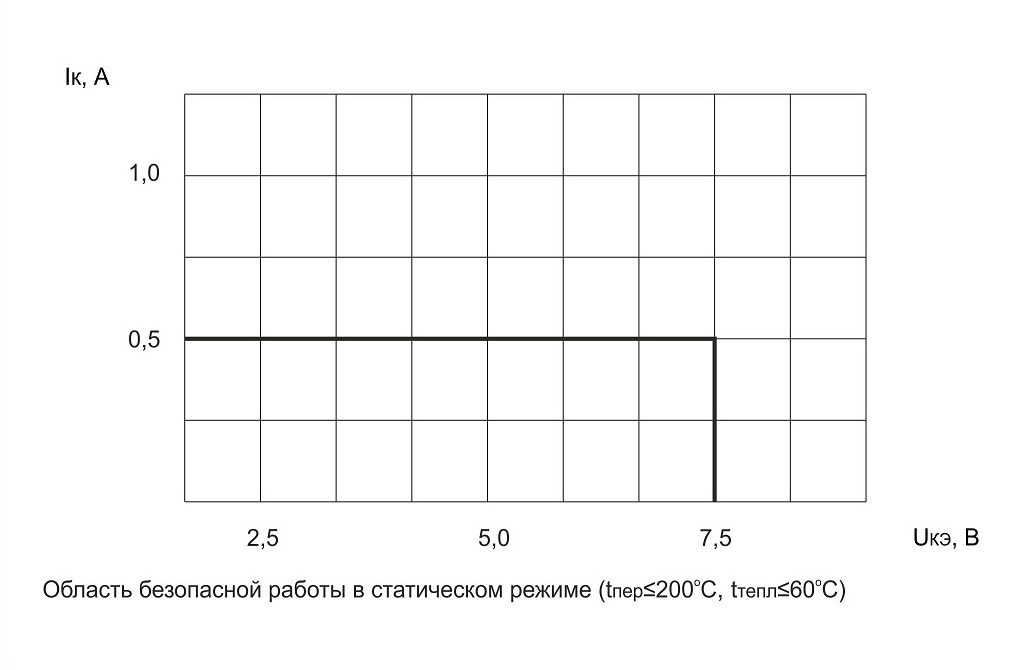 Iк, А
1,0
0,5
2,5 5,0 7,5 Uкэ, В
Область безопасной работы в статическом режиме (tпер≤200°С, tтепл≤60°С)